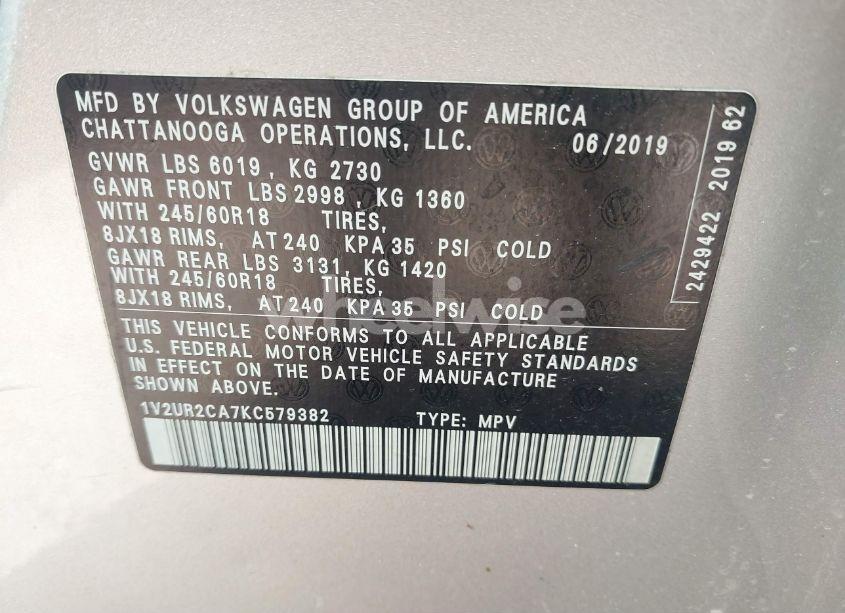 MFD BY VOLKSWAGEN GROUP OF AMERICA
CHATTANOOGA OPERATIONS, LLC. 06/2019
GVWR LBS 6019, KG 2730
GAWR FRONT LBS 2998, KG 1360
WITH 245/60R18 TIRES,
8JX18 RIMS, AT 240 KPA 35 PSI COLD
GAWR REAR LBS 3131, KG 1420
WITH 245/60R18 TIRES,
8JX18 RIMS, AT 240 KPA 35 PSI COLD
THIS VEHICLE CONFORMS TO ALL APPLICABLE
U.S. FEDERAL MOTOR VEHICLE SAFETY STANDARDS
IN EFFECT ON THE DATE OF MANUFACTURE
SHOWN ABOVE.
1V2UR2CA7KC579382 TYPE: MPV
2429422 2019 62
wheelwise